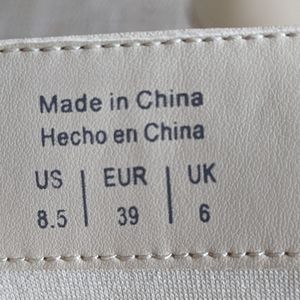 Made in China
Hecho en China
US | EUR | UK
8.5 | 39 | 6